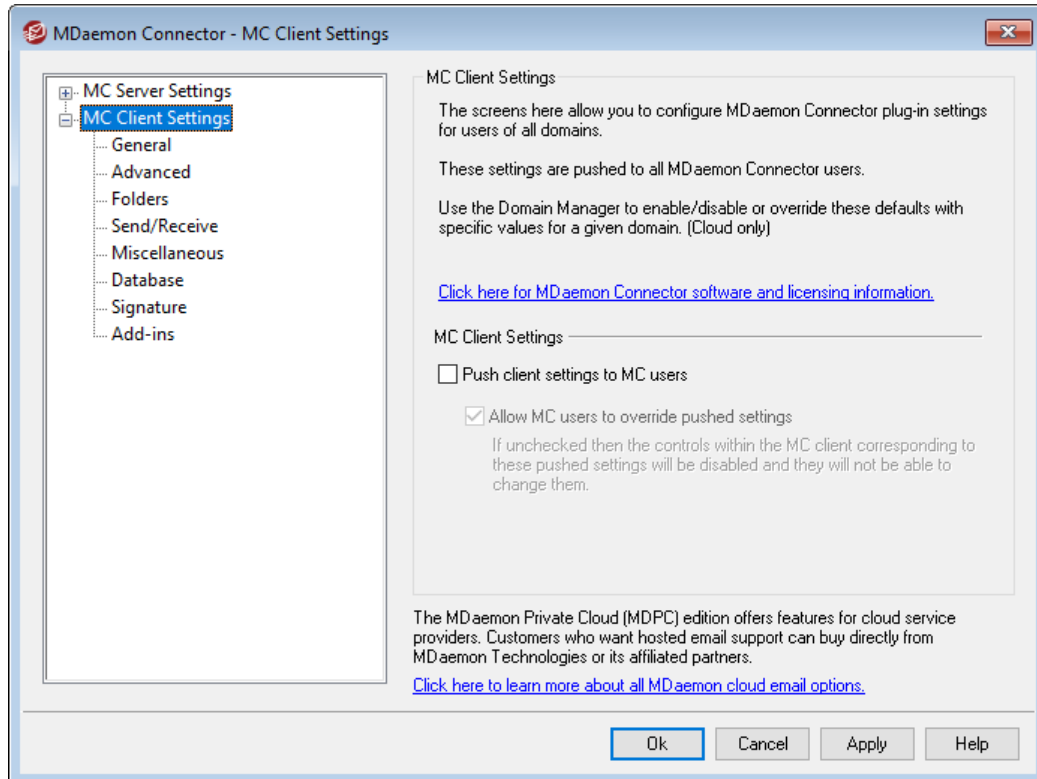 MDaemon Connector - MC Client Settings
MC Server Settings
MC Client Settings
General
Advanced
Folders
Send/Receive
Miscellaneous
Database
Signature
Add-ins
MC Client Settings
The screens here allow you to configure MDaemon Connector plug-in settings
for users of all domains.
These settings are pushed to all MDaemon Connector users.
Use the Domain Manager to enable/disable or override these defaults with
specific values for a given domain. (Cloud only)
Click here for MDaemon Connector software and licensing information.
MC Client Settings
Push client settings to MC users
Allow MC users to override pushed settings
If unchecked then the controls within the MC client corresponding to
these pushed settings will be disabled and they will not be able to
change them.
The MDaemon Private Cloud (MDPC) edition offers features for cloud service
providers. Customers who want hosted email support can buy directly from
MDaemon Technologies or its affiliated partners.
Click here to learn more about all MDaemon cloud email options.
Ok
Cancel
Apply
Help